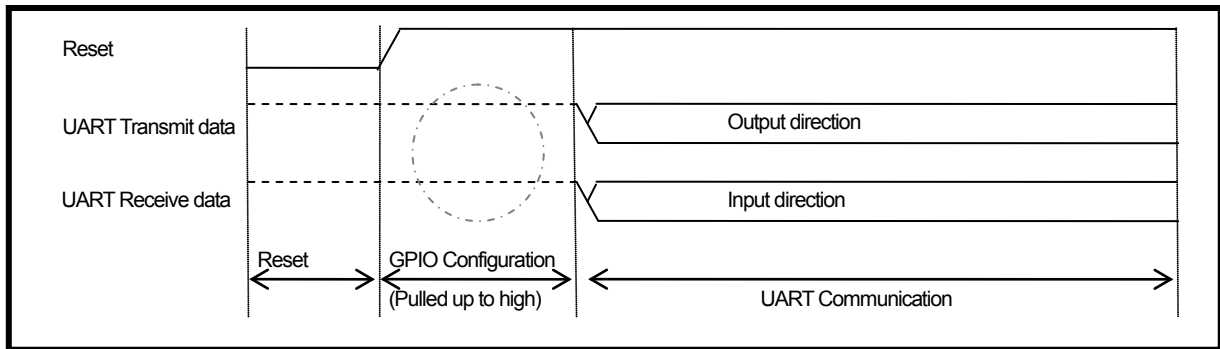 Reset
UART Transmit data
Output direction
UART Receive data
Input direction
Reset
GPIO Configuration
(Pulled up to high)
UART Communication